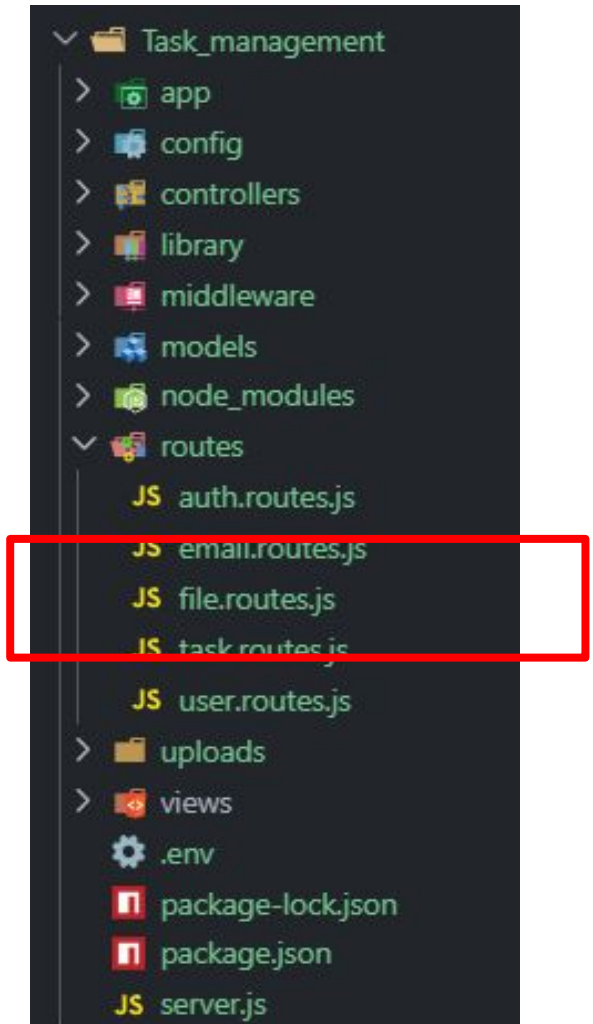 Task_management
app
config
controllers
library
middleware
models
node_modules
routes
JS auth.routes.js
JS email.routes.js
JS file.routes.js
JS task.routes.js
JS user.routes.js
uploads
views
.env
package-lock.json
package.json
JS server.js